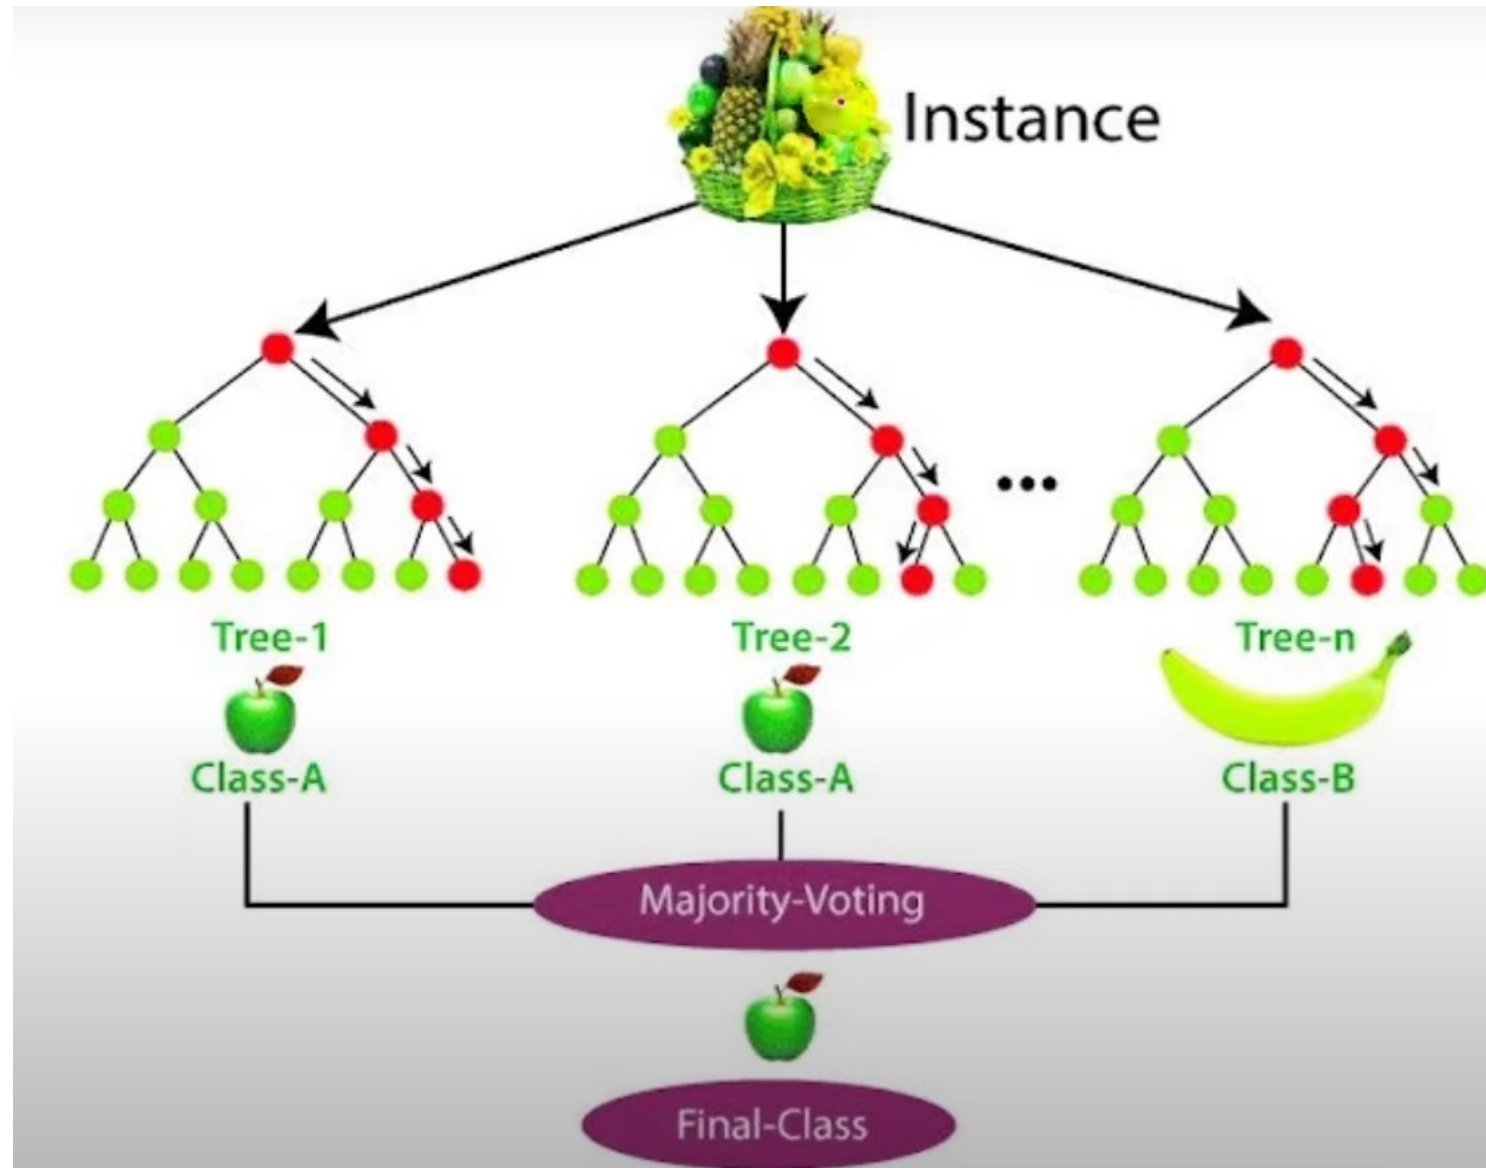 Instance
Tree-1
Tree-2
Tree-n
Class-A
Class-A
Class-B
Majority-Voting
Final-Class